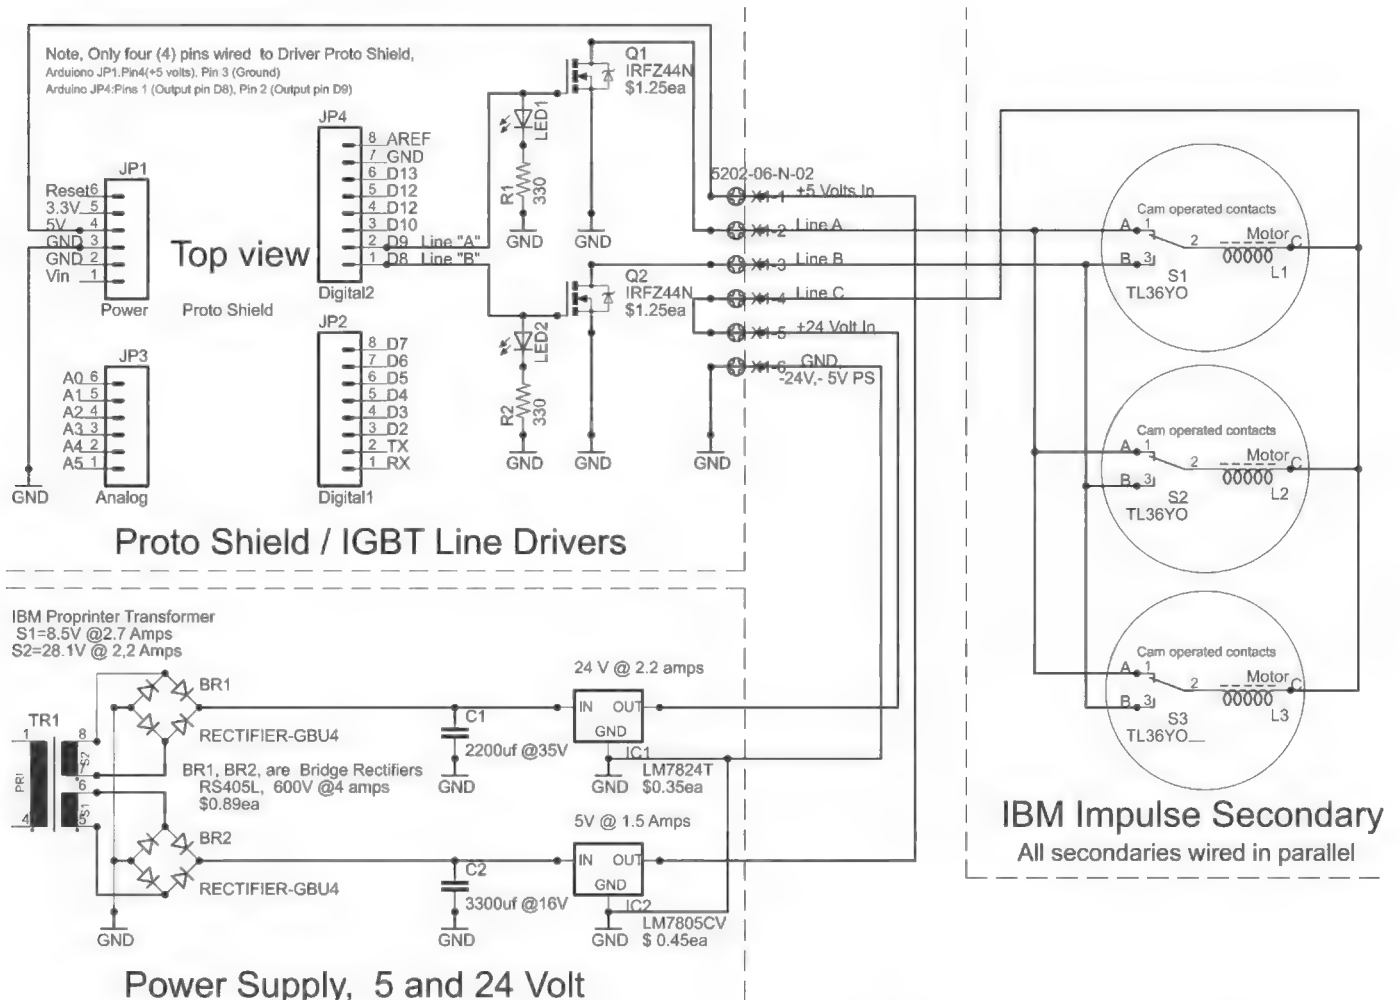 Note, Only four (4) pins wired to Driver Proto Shield,
Arduiono JP1.Pin4(+5 volts), Pin 3 (Ground)
Arduino JP4:Pins 1 (Output pin D8), Pin 2 (Output pin D9)
JP1
Reset 6
3.3V 5
5V 4
GND 3
GND 2
Vin 1
Power
Top view
Proto Shield
JP3
A0 6
A1 5
A2 4
A3 3
A4 2
A5 1
Analog
GND
JP4
8 AREF
7 GND
6 D13
5 D12
4 D12
3 D10
2 D9 Line "A"
1 D8 Line "B"
Digital2
JP2
8 D7
7 D6
6 D5
5 D4
4 D3
3 D2
2 TX
1 RX
Digital1
Q1
IRFZ44N
$1.25ea
LED1
R1
330
GND
GND
Q2
IRFZ44N
$1.25ea
LED2
R2
330
GND
GND
GND
5202-06-N-02
X1-1 +5 Volts In
X1-2 Line A
X1-3 Line B
X1-4 Line C
X1-5 +24 Volt In
X1-6 GND,
-24V,- 5V PS
Proto Shield / IGBT Line Drivers
Cam operated contacts
A 1
B 3
2
Motor
C
S1
L1
TL36YO
Cam operated contacts
A 1
B 3
2
Motor
C
S2
L2
TL36YO
Cam operated contacts
A 1
B 3
2
Motor
C
S3
L3
TL36YO
IBM Impulse Secondary
All secondaries wired in parallel
IBM Proprinter Transformer
S1=8.5V @2.7 Amps
S2=28.1V @ 2,2 Amps
TR1
1
4
PRI
8
S2
7
6
S1
5
BR1
RECTIFIER-GBU4
BR1, BR2, are Bridge Rectifiers
RS405L, 600V @4 amps
$0.89ea
BR2
RECTIFIER-GBU4
GND
C1
2200uf @35V
GND
24 V @ 2.2 amps
IN OUT
GND
IC1
GND
LM7824T
$0.35ea
C2
3300uf @16V
GND
5V @ 1.5 Amps
IN OUT
GND
IC2
GND
LM7805CV
$ 0.45ea
Power Supply, 5 and 24 Volt